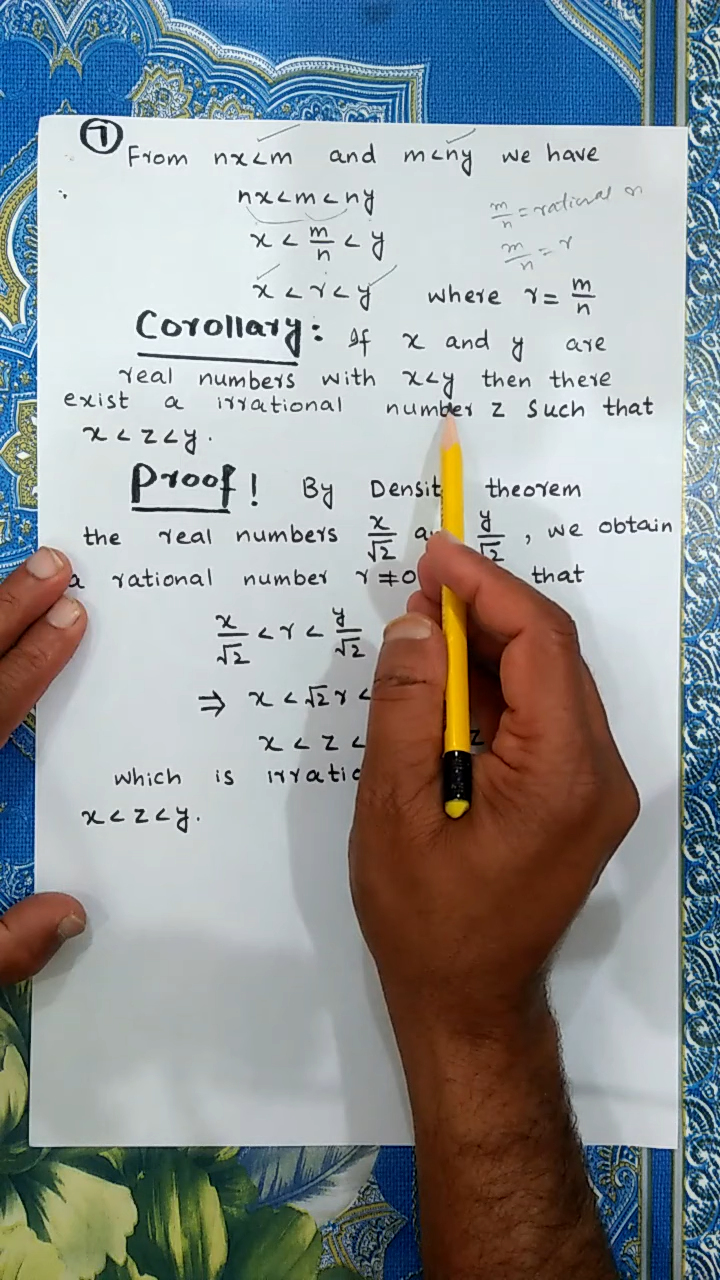 7
From nx<m and m<ny we have
nx<m<ny
m/n = rational
x < m/n < y
m/n = r
x < r < y where r = m/n
Corollary: If x and y are
real numbers with x<y then there
exist a irrational number z such that
x < z < y.
Proof! By Densit theorem
the real numbers x/√2 a y/√2 , we obtain
a rational number r ≠ 0 that
x/√2 < r < y/√2
⇒ x < √2 r <
x < z < z
which is irratio
x < z < y.